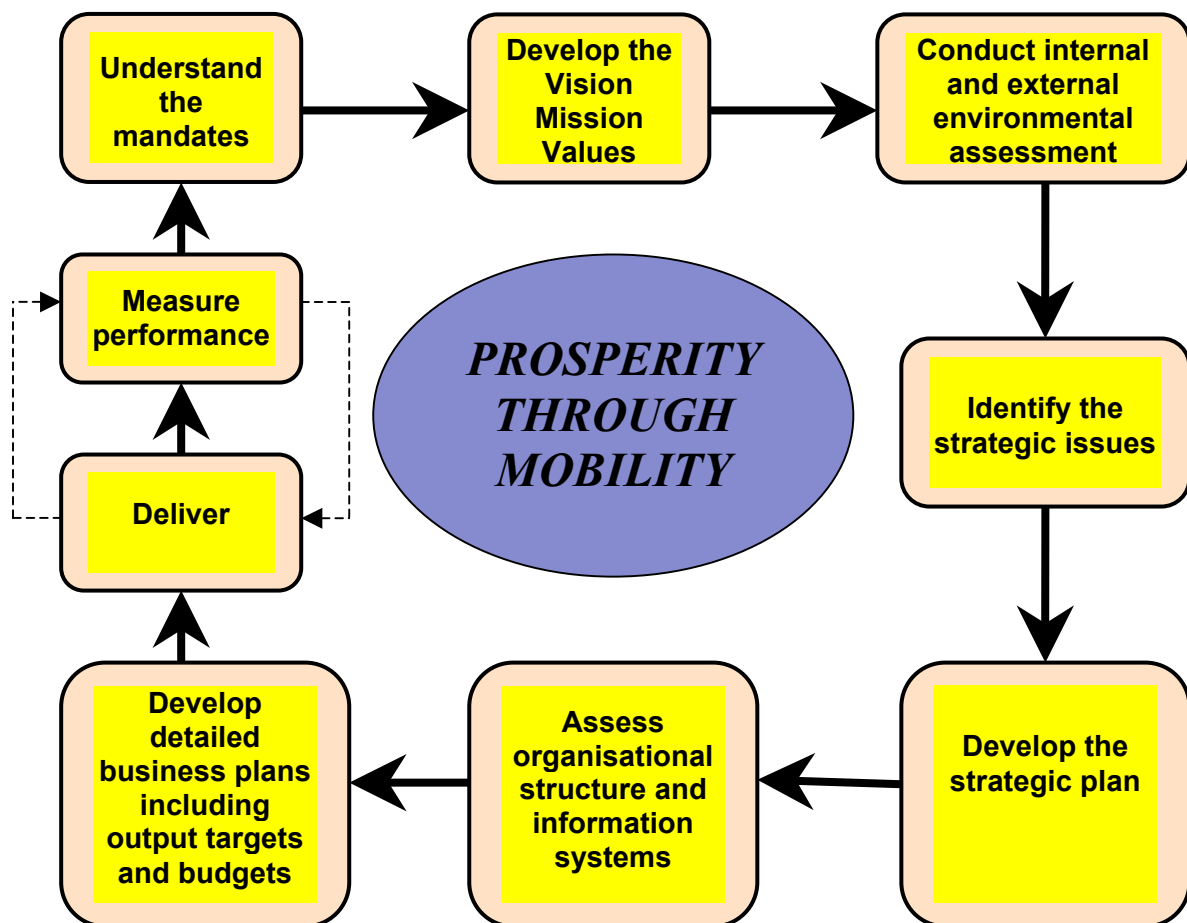 Understand
the
mandates
Develop the
Vision
Mission
Values
Conduct internal
and external
environmental
assessment
Measure
performance
PROSPERITY
THROUGH
MOBILITY
Identify the
strategic issues
Deliver
Develop
detailed
business plans
including
output targets
and budgets
Assess
organisational
structure and
information
systems
Develop the
strategic plan